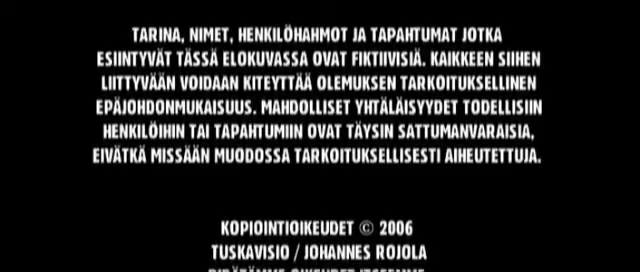 TARINA, NIMET, HENKILÖHAHMOT JA TAPAHTUMAT JOTKA
ESIINTYVÄT TÄSSÄ ELOKUVASSA OVAT FIKTIIVISIÄ. KAIKKEEN SIIHEN
LIITTYVÄÄN VOIDAAN KITEYTTÄÄ OLEMUKSEN TARKOITUKSELLINEN
EPÄJOHDONMUKAISUUS. MAHDOLLISET YHTÄLÄISYYDET TODELLISIIN
HENKILÖIHIN TAI TAPAHTUMIIN OVAT TÄYSIN SATTUMANVARAISIA,
EIVÄTKÄ MISSÄÄN MUODOSSA TARKOITUKSELLISESTI AIHEUTETTUJA.
KOPIOINTIOIKEUDET © 2006
TUSKAVISIO / JOHANNES ROJOLA